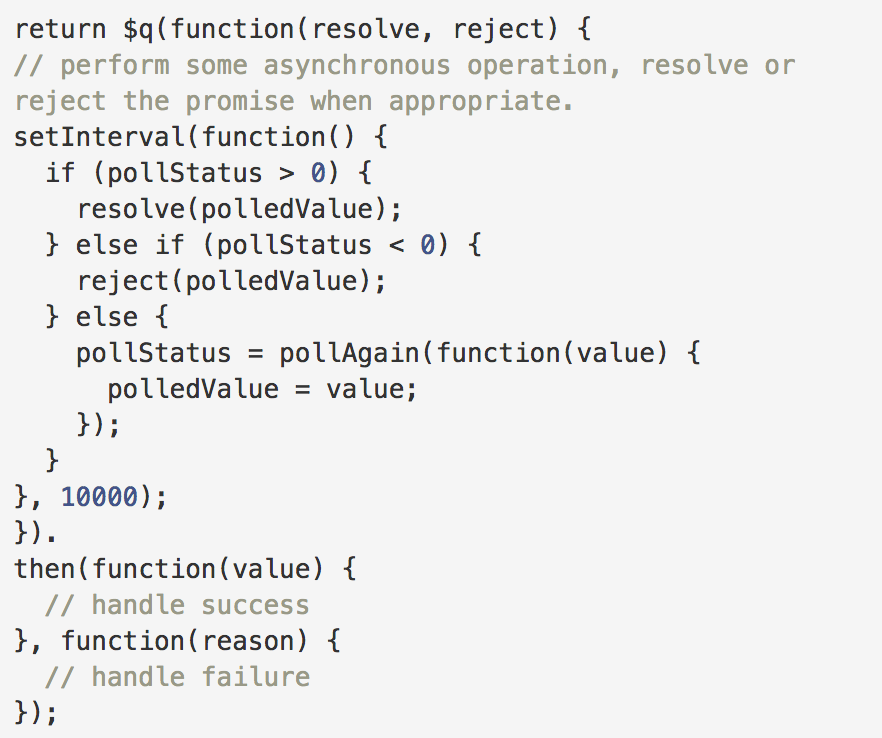 return $q(function(resolve, reject) {
// perform some asynchronous operation, resolve or
reject the promise when appropriate.
setInterval(function() {
  if (pollStatus > 0) {
    resolve(polledValue);
  } else if (pollStatus < 0) {
    reject(polledValue);
  } else {
    pollStatus = pollAgain(function(value) {
      polledValue = value;
    });
  }
}, 10000);
}).
then(function(value) {
  // handle success
}, function(reason) {
  // handle failure
});